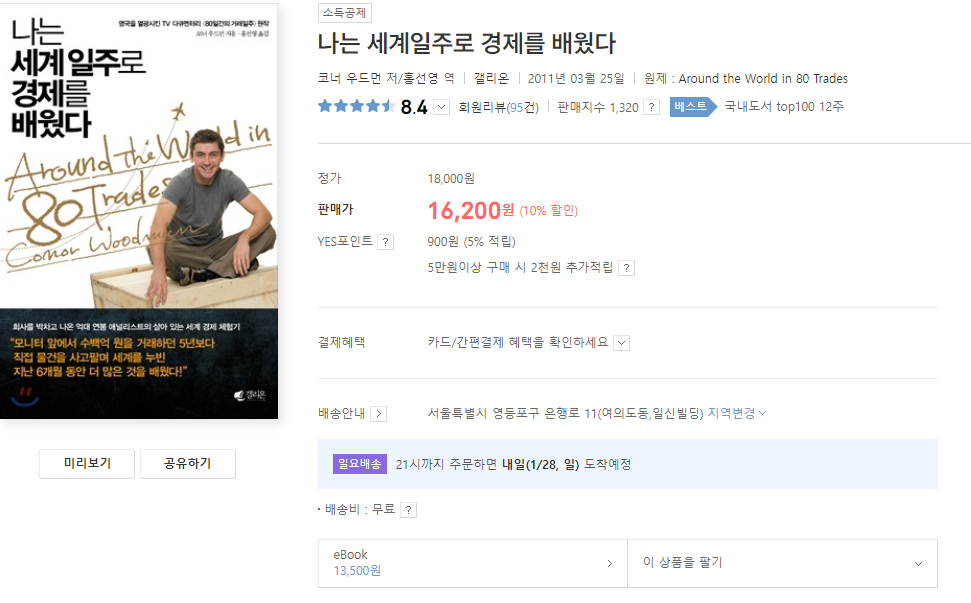 나는
세계 일주로
경제를
배웠다
영국을 열광시킨 TV 다큐멘터리 〈80일간의 거래일주〉 원작
코너 우드먼 지음·홍선영 옮김
Around the World in
80 Trades
Conor Woodman
회사를 박차고 나온 억대 연봉 애널리스트의 살아 있는 세계 경제 체험기
“모니터 앞에서 수백억 원을 거래하던 5년보다
직접 물건을 사고팔며 세계를 누빈
지난 6개월 동안 더 많은 것을 배웠다!”
갤리온
미리보기
공유하기
소득공제
나는 세계일주로 경제를 배웠다
코너 우드먼 저/홍선영 역 | 갤리온 | 2011년 03월 25일 | 원제 : Around the World in 80 Trades
8.4 회원리뷰(95건) | 판매지수 1,320 ? 베스트 국내도서 top100 12주
정가 18,000원
판매가 16,200원 (10% 할인)
YES포인트 ? 900원 (5% 적립)
5만원이상 구매 시 2천원 추가적립 ?
결제혜택 카드/간편결제 혜택을 확인하세요
배송안내 서울특별시 영등포구 은행로 11(여의도동,일신빌딩) 지역변경
일요배송 21시까지 주문하면 내일(1/28, 일) 도착예정
· 배송비 : 무료 ?
eBook
13,500원
이 상품을 팔기